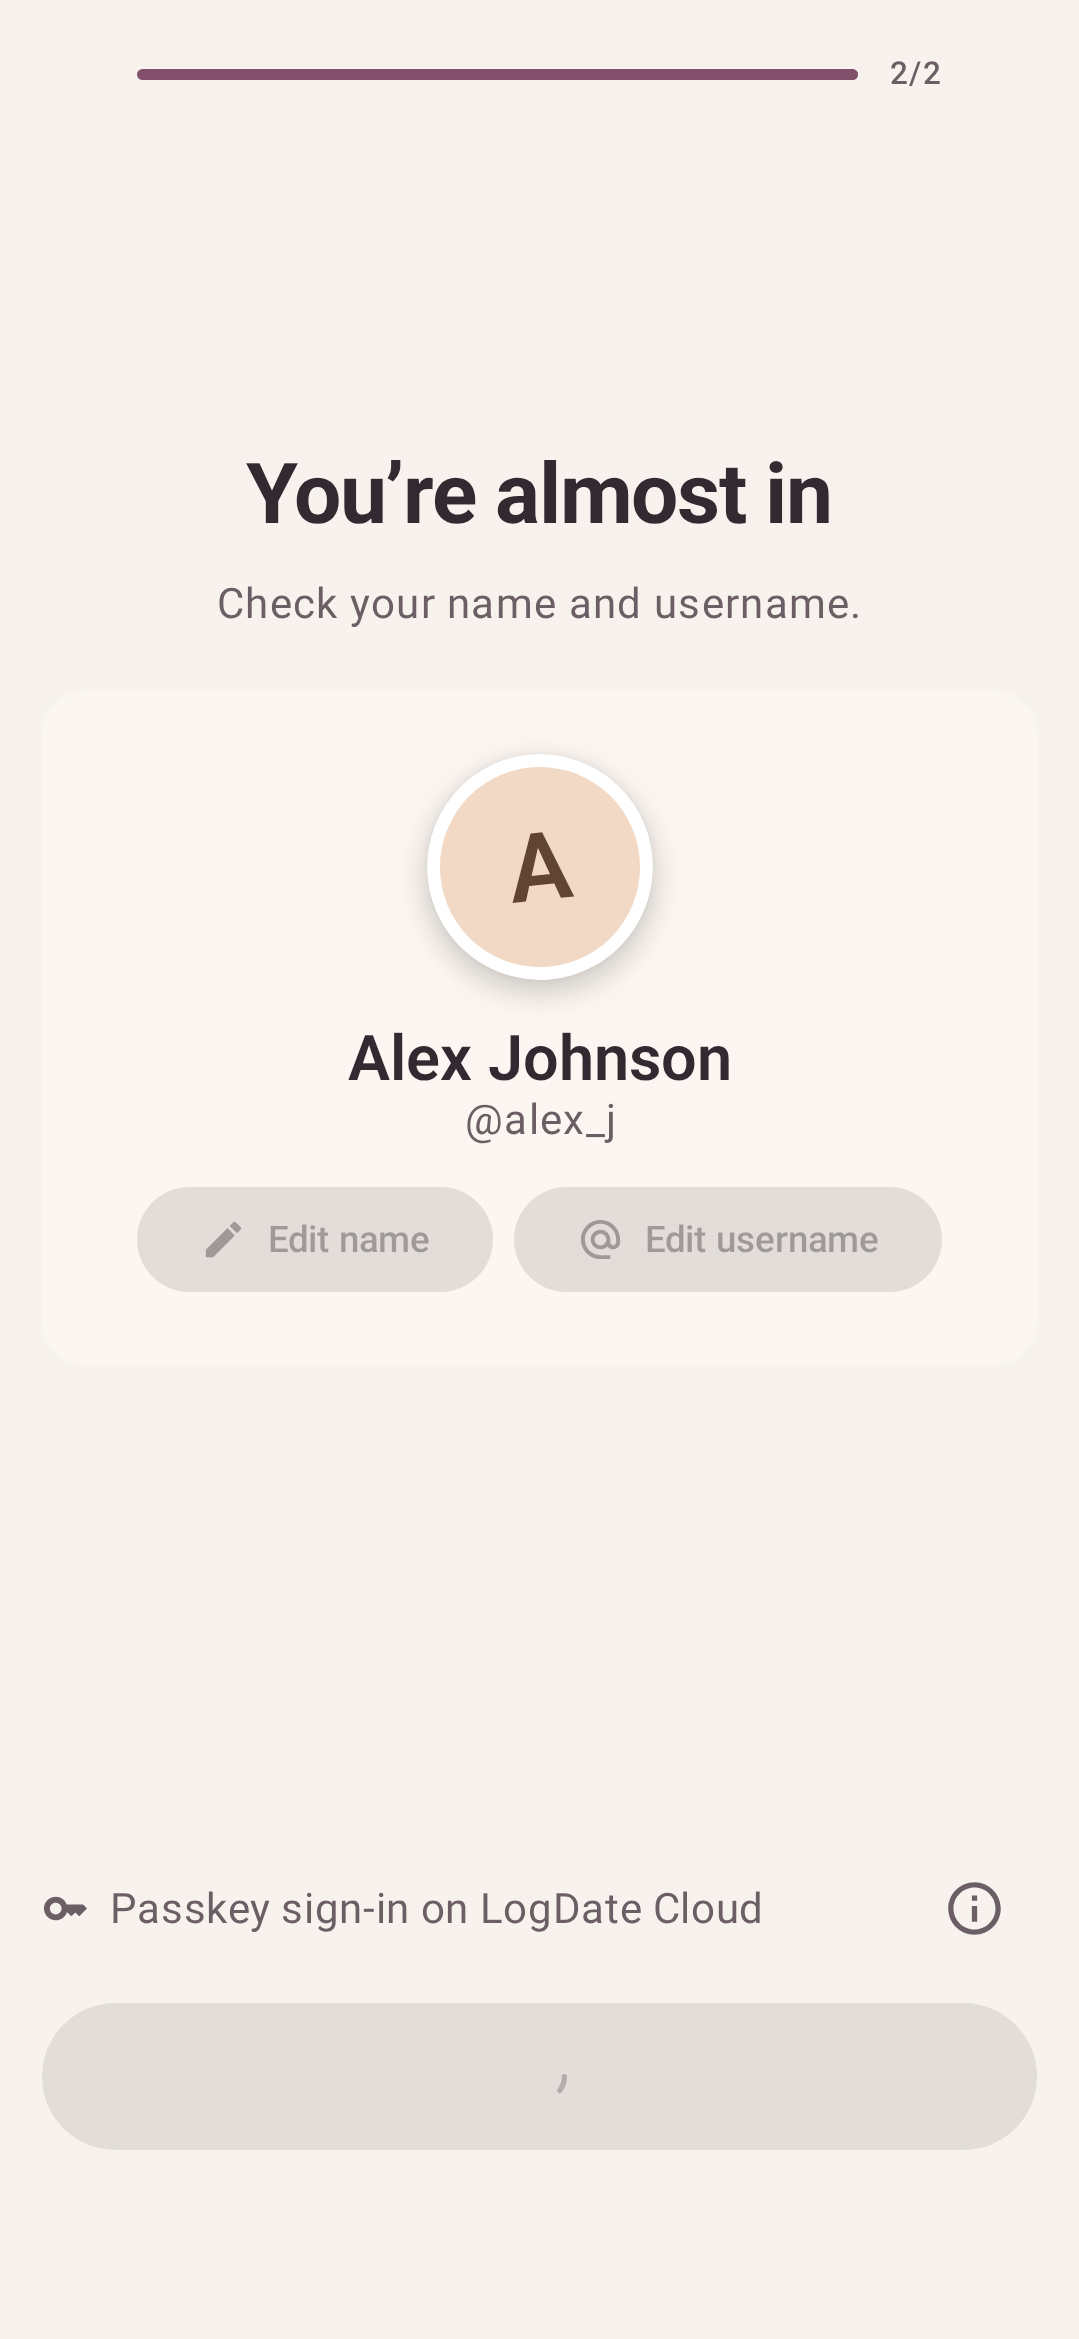 2/2
You’re almost in
Check your name and username.
A
Alex Johnson
@alex_j
Edit name
Edit username
Passkey sign-in on LogDate Cloud